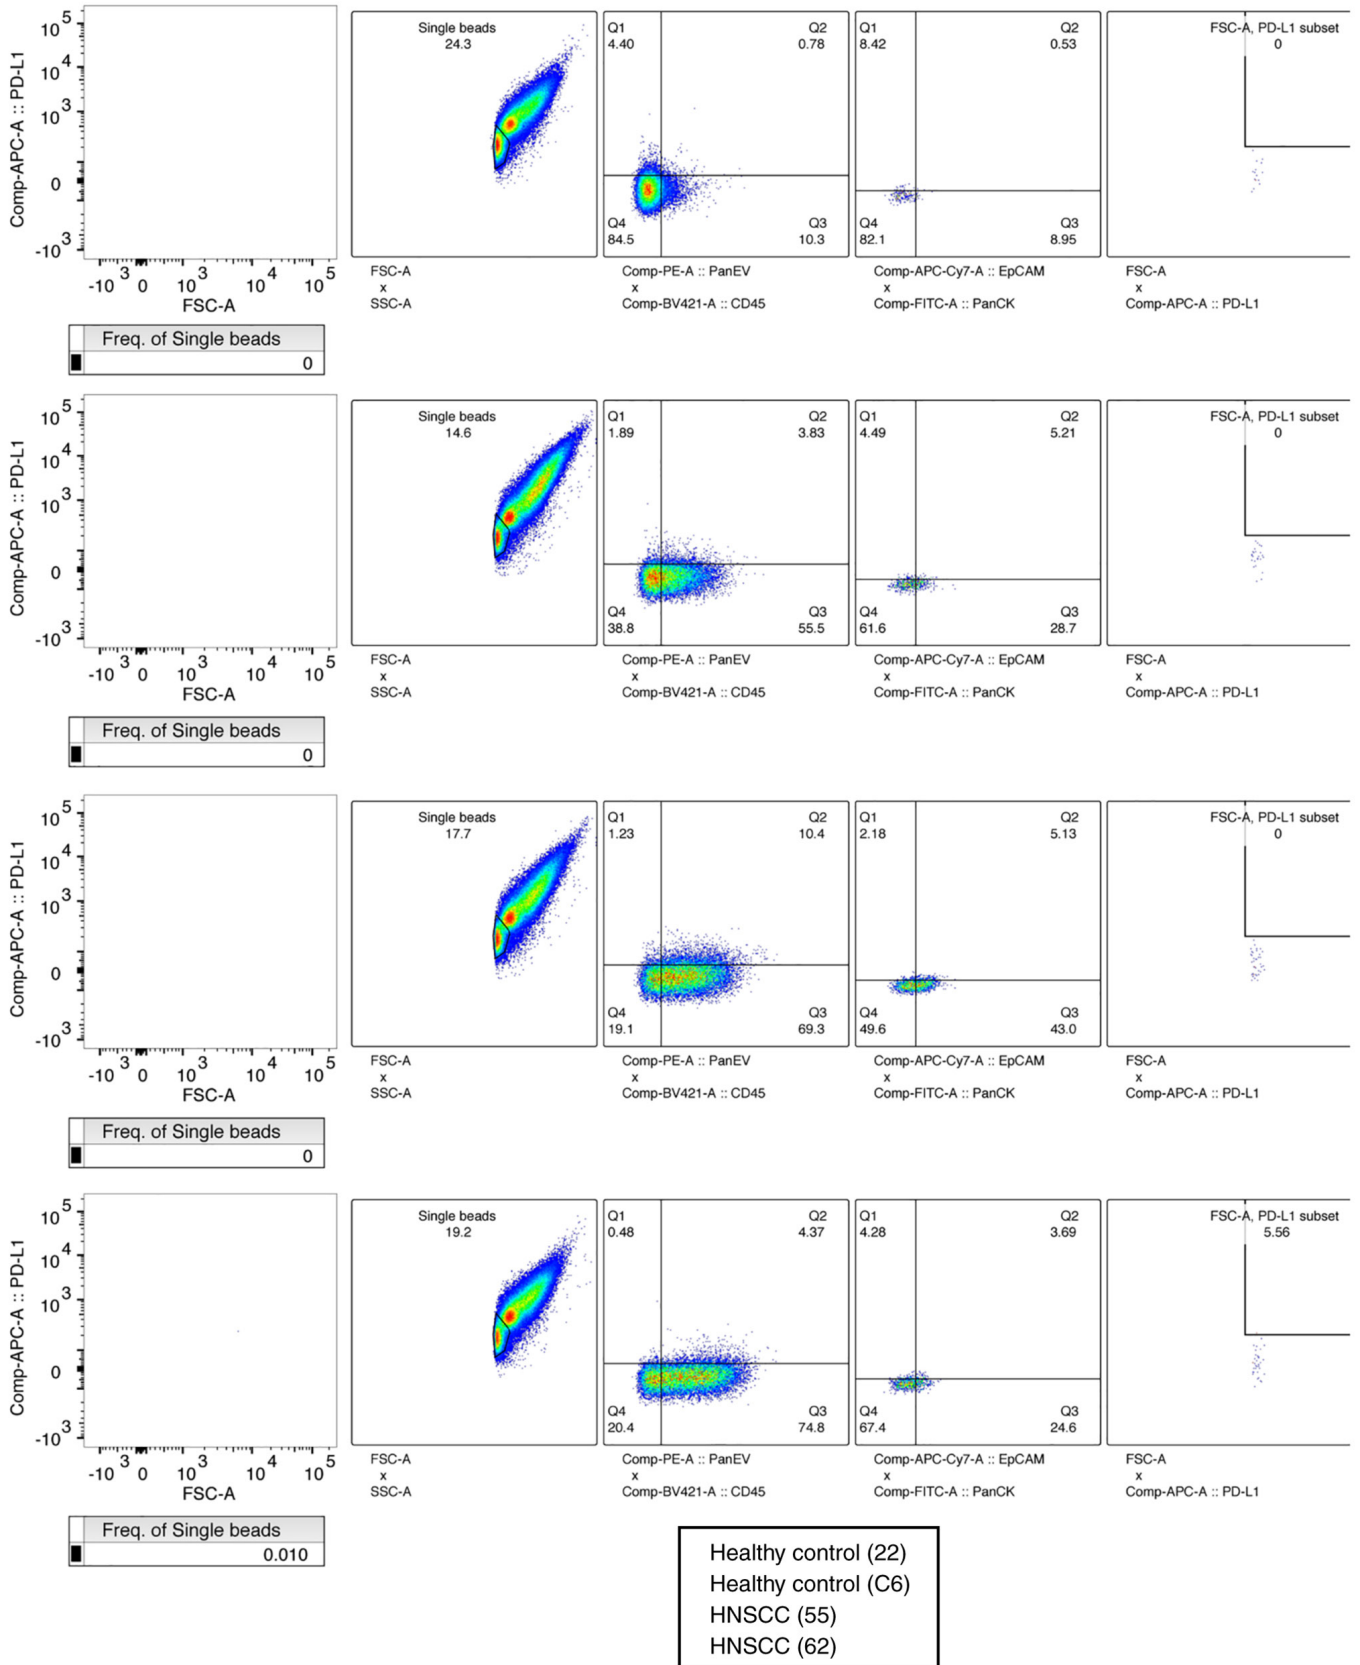 Comp-APC-A :: PD-L1
10^5
10^4
10^3
0
-10^3
-10^3 0 10^3 10^4 10^5
FSC-A
Single beads
24.3
FSC-A
x
SSC-A
Q1
4.40
Q2
0.78
Q4
84.5
Q3
10.3
Comp-PE-A :: PanEV
x
Comp-BV421-A :: CD45
Q1
8.42
Q2
0.53
Q4
82.1
Q3
8.95
Comp-APC-Cy7-A :: EpCAM
x
Comp-FITC-A :: PanCK
FSC-A, PD-L1 subset
0
FSC-A
x
Comp-APC-A :: PD-L1
Freq. of Single beads
0
Comp-APC-A :: PD-L1
10^5
10^4
10^3
0
-10^3
-10^3 0 10^3 10^4 10^5
FSC-A
Single beads
14.6
FSC-A
x
SSC-A
Q1
1.89
Q2
3.83
Q4
38.8
Q3
55.5
Comp-PE-A :: PanEV
x
Comp-BV421-A :: CD45
Q1
4.49
Q2
5.21
Q4
61.6
Q3
28.7
Comp-APC-Cy7-A :: EpCAM
x
Comp-FITC-A :: PanCK
FSC-A, PD-L1 subset
0
FSC-A
x
Comp-APC-A :: PD-L1
Freq. of Single beads
0
Comp-APC-A :: PD-L1
10^5
10^4
10^3
0
-10^3
-10^3 0 10^3 10^4 10^5
FSC-A
Single beads
17.7
FSC-A
x
SSC-A
Q1
1.23
Q2
10.4
Q4
19.1
Q3
69.3
Comp-PE-A :: PanEV
x
Comp-BV421-A :: CD45
Q1
2.18
Q2
5.13
Q4
49.6
Q3
43.0
Comp-APC-Cy7-A :: EpCAM
x
Comp-FITC-A :: PanCK
FSC-A, PD-L1 subset
0
FSC-A
x
Comp-APC-A :: PD-L1
Freq. of Single beads
0
Comp-APC-A :: PD-L1
10^5
10^4
10^3
0
-10^3
-10^3 0 10^3 10^4 10^5
FSC-A
Single beads
19.2
FSC-A
x
SSC-A
Q1
0.48
Q2
4.37
Q4
20.4
Q3
74.8
Comp-PE-A :: PanEV
x
Comp-BV421-A :: CD45
Q1
4.28
Q2
3.69
Q4
67.4
Q3
24.6
Comp-APC-Cy7-A :: EpCAM
x
Comp-FITC-A :: PanCK
FSC-A, PD-L1 subset
5.56
FSC-A
x
Comp-APC-A :: PD-L1
Freq. of Single beads
0.010
Healthy control (22)
Healthy control (C6)
HNSCC (55)
HNSCC (62)